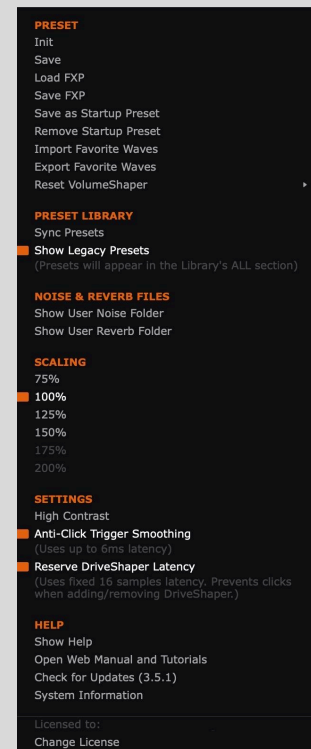 PRESET
Init
Save
Load FXP
Save FXP
Save as Startup Preset
Remove Startup Preset
Import Favorite Waves
Export Favorite Waves
Reset VolumeShaper
PRESET LIBRARY
Sync Presets
Show Legacy Presets
(Presets will appear in the Library's ALL section)
NOISE & REVERB FILES
Show User Noise Folder
Show User Reverb Folder
SCALING
75%
100%
125%
150%
175%
200%
SETTINGS
High Contrast
Anti-Click Trigger Smoothing
(Uses up to 6ms latency)
Reserve DriveShaper Latency
(Uses fixed 16 samples latency. Prevents clicks
when adding/removing DriveShaper.)
HELP
Show Help
Open Web Manual and Tutorials
Check for Updates (3.5.1)
System Information
Licensed to:
Change License